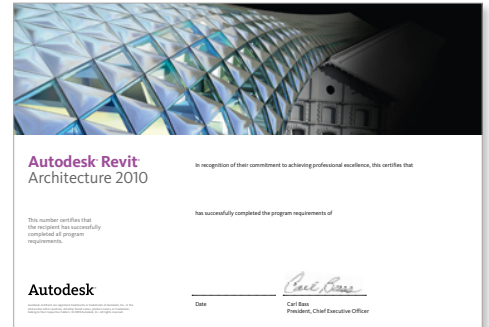 Autodesk® Revit®
Architecture 2010
In recognition of their commitment to achieving professional excellence, this certifies that
has successfully completed the program requirements of
This number certifies that
the recipient has successfully
completed all program
requirements.
Autodesk®
Carl Bass
Date
Carl Bass
President, Chief Executive Officer